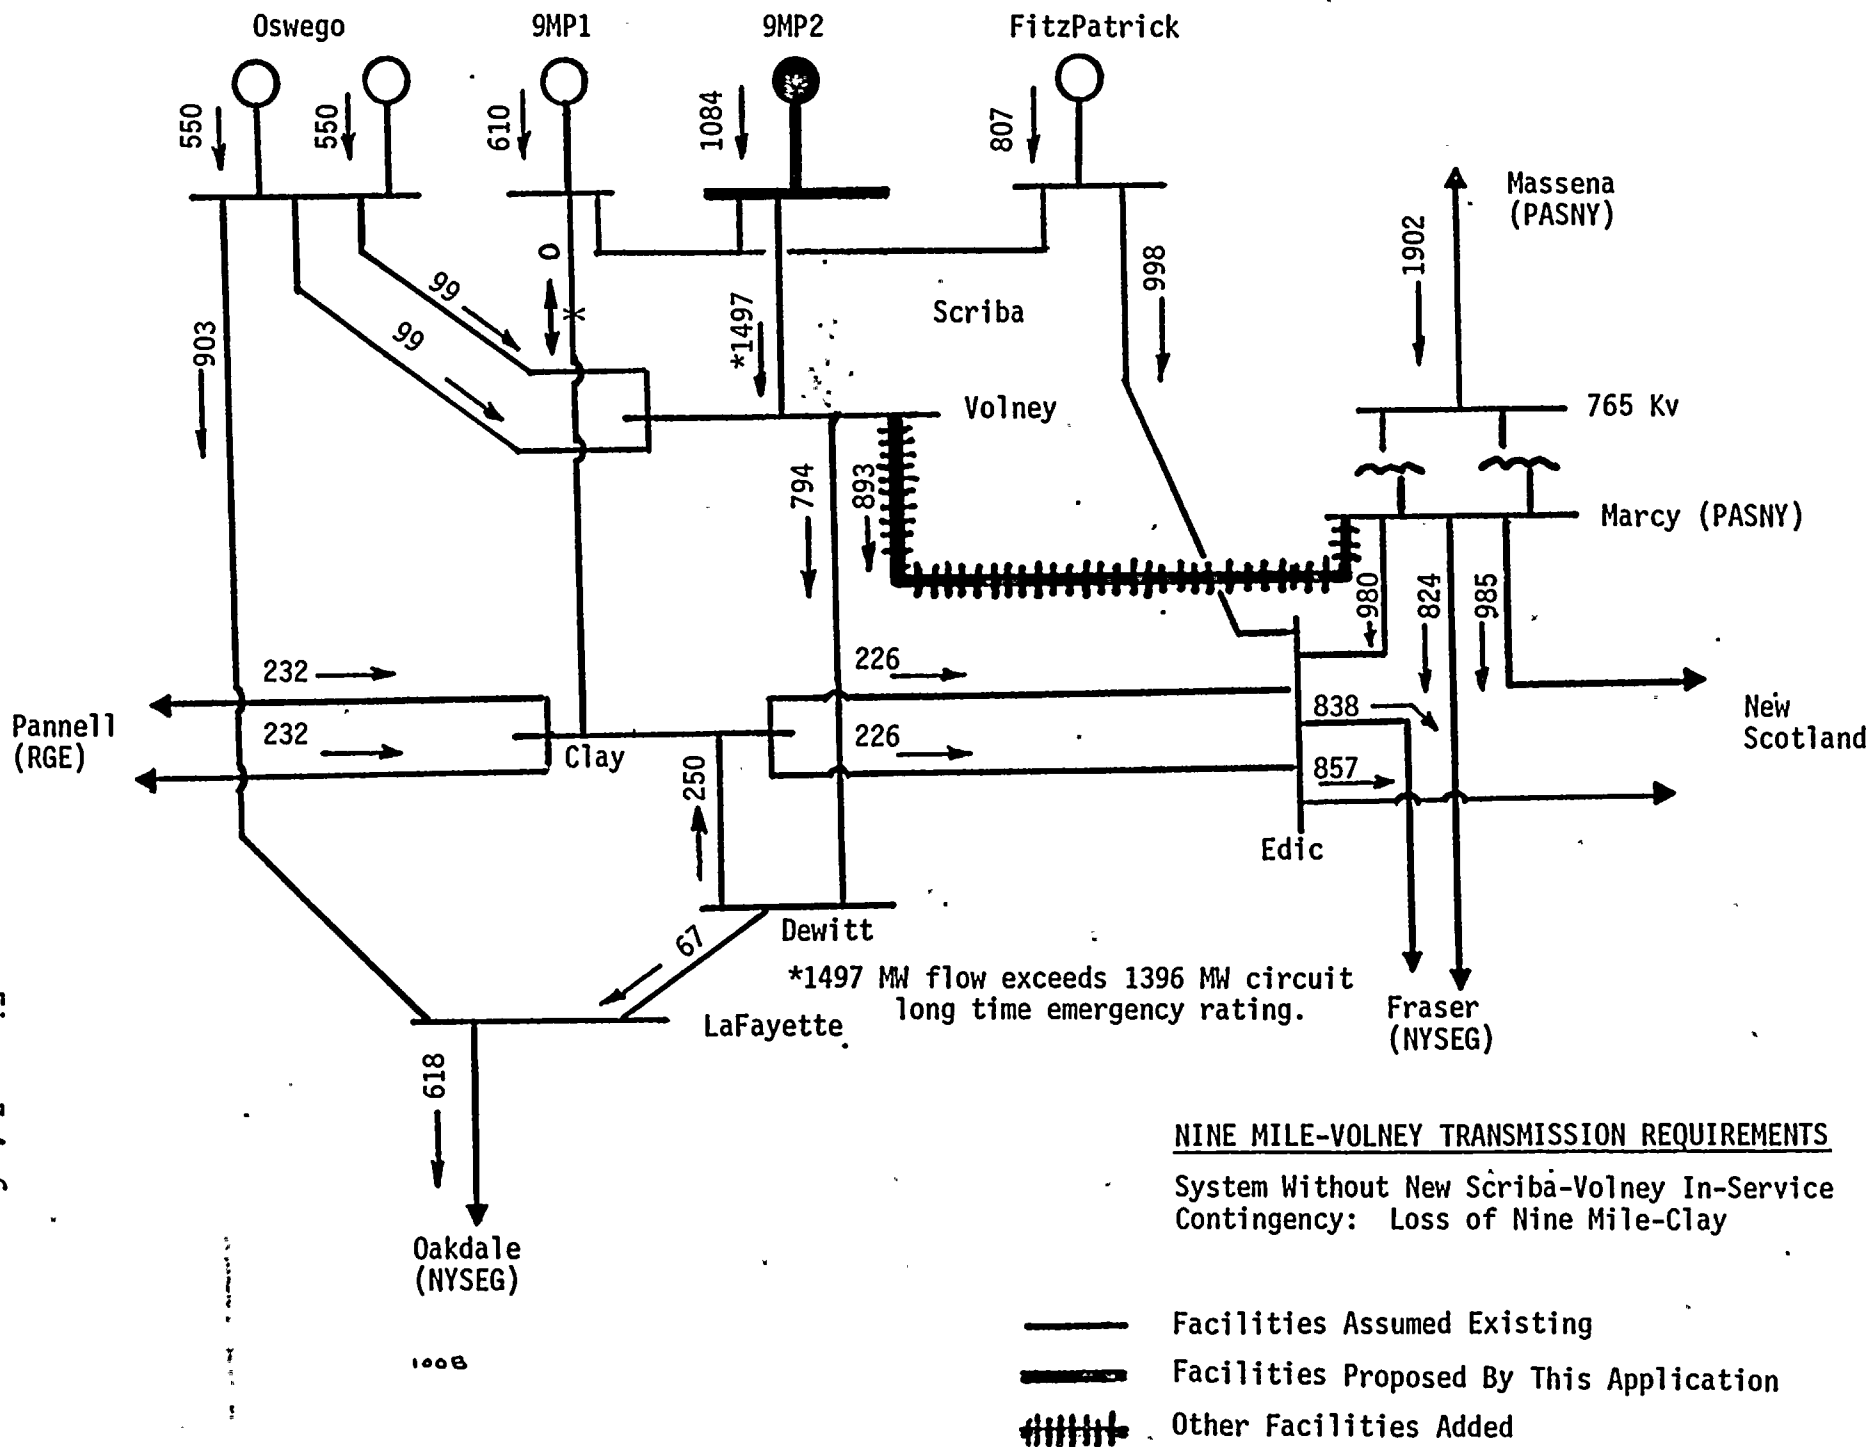 Oswego
9MP1
9MP2
FitzPatrick
550
550
610
1084
807
Massena
(PASNY)
1902
0
998
99
99
*1497
Scriba
903
Volney
765 Kv
794
893
Marcy (PASNY)
980
824
985
232
226
Pannell
(RGE)
232
838
New
Scotland
Clay
226
857
250
Edic
67
Dewitt
*1497 MW flow exceeds 1396 MW circuit
long time emergency rating.
LaFayette
Fraser
(NYSEG)
618
NINE MILE-VOLNEY TRANSMISSION REQUIREMENTS
System Without New Scriba-Volney In-Service
Contingency: Loss of Nine Mile-Clay
Oakdale
(NYSEG)
Facilities Assumed Existing
100B
Facilities Proposed By This Application
Other Facilities Added